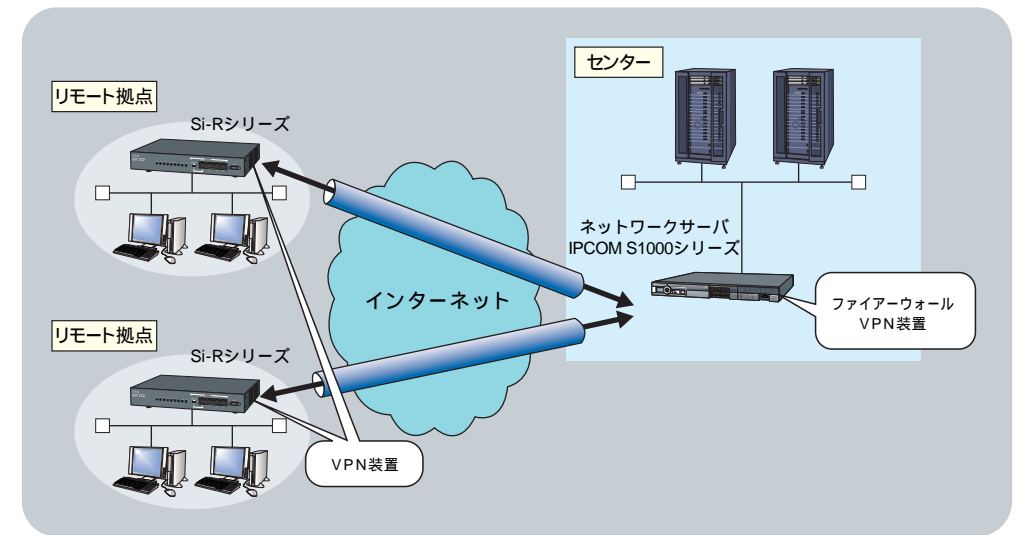 センター
リモート拠点
Si-Rシリーズ
ネットワークサーバ
IPCOM S1000シリーズ
インターネット
ファイアーウォール
VPN装置
リモート拠点
Si-Rシリーズ
VPN装置